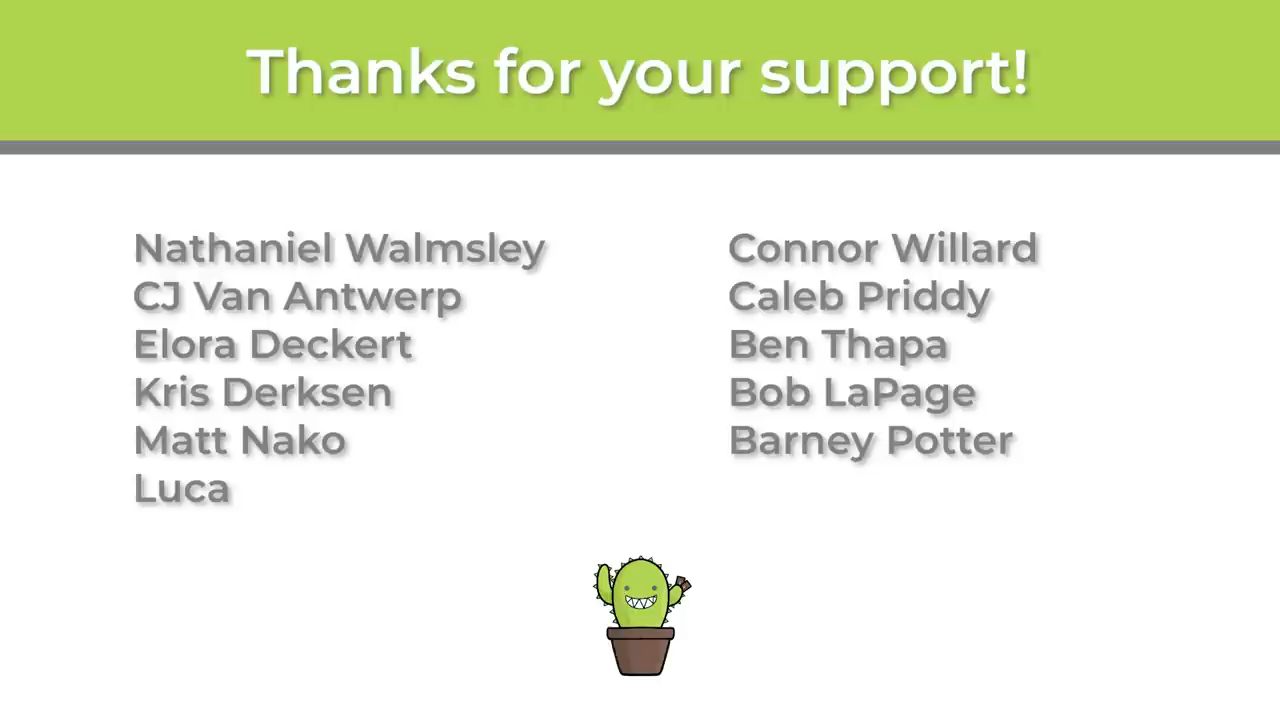 Thanks for your support!
Nathaniel Walmsley
CJ Van Antwerp
Elora Deckert
Kris Derksen
Matt Nako
Luca
Connor Willard
Caleb Priddy
Ben Thapa
Bob LaPage
Barney Potter